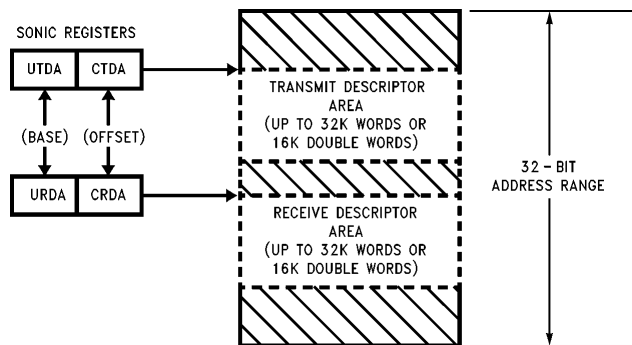 SONIC REGISTERS
UTDA CTDA
(BASE) (OFFSET)
URDA CRDA
TRANSMIT DESCRIPTOR
AREA
(UP TO 32K WORDS OR
16K DOUBLE WORDS)
RECEIVE DESCRIPTOR
AREA
(UP TO 32K WORDS OR
16K DOUBLE WORDS)
32-BIT
ADDRESS RANGE